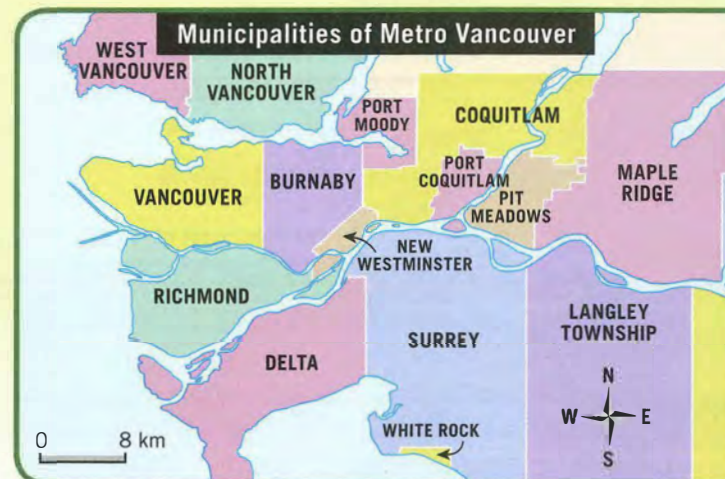 Municipalities of Metro Vancouver
WEST
VANCOUVER
NORTH
VANCOUVER
PORT
MOODY
COQUITLAM
VANCOUVER
BURNABY
PORT
COQUITLAM
PIT
MEADOWS
MAPLE
RIDGE
NEW
WESTMINSTER
RICHMOND
DELTA
SURREY
LANGLEY
TOWNSHIP
WHITE ROCK
N
W E
S
0 8 km